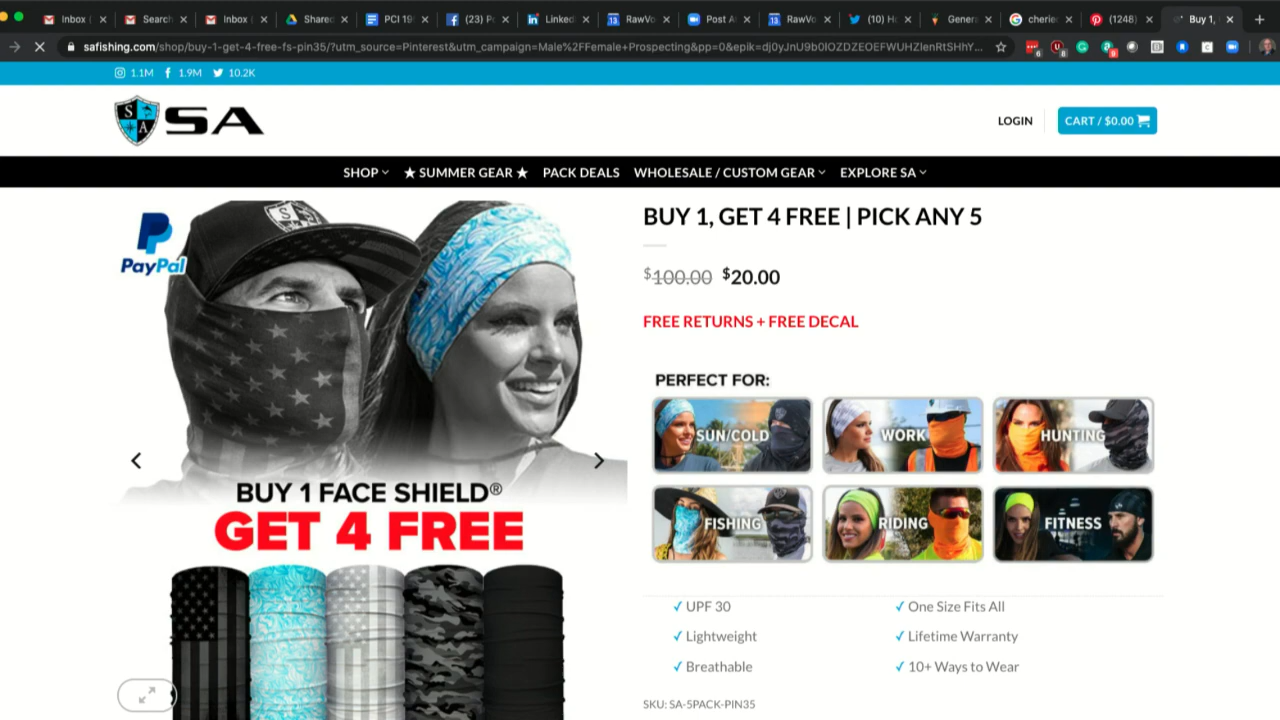 Inbox (
Search
Inbox (
Shared
PCI 19
(23) P
Linked
RawVo
Post A
RawVo
(10) H
Genera
cherie
(1248)
Buy 1,
safishing.com/shop/buy-1-get-4-free-fs-pin35/?utm_source=Pinterest&utm_campaign=Male%2FFemale+Prospecting&pp=0&epik=dj0yJnU9b0lOZDZEOEFWUHZlenRtSHhY...
1.1M 1.9M 10.2K
S A
SA
LOGIN
CART / $0.00
SHOP ★ SUMMER GEAR ★ PACK DEALS WHOLESALE / CUSTOM GEAR EXPLORE SA
PayPal
BUY 1 FACE SHIELD®
GET 4 FREE
BUY 1, GET 4 FREE | PICK ANY 5
$100.00 $20.00
FREE RETURNS + FREE DECAL
PERFECT FOR:
SUN/COLD
WORK
HUNTING
FISHING
RIDING
FITNESS
✓ UPF 30
✓ One Size Fits All
✓ Lightweight
✓ Lifetime Warranty
✓ Breathable
✓ 10+ Ways to Wear
SKU: SA-5PACK-PIN35